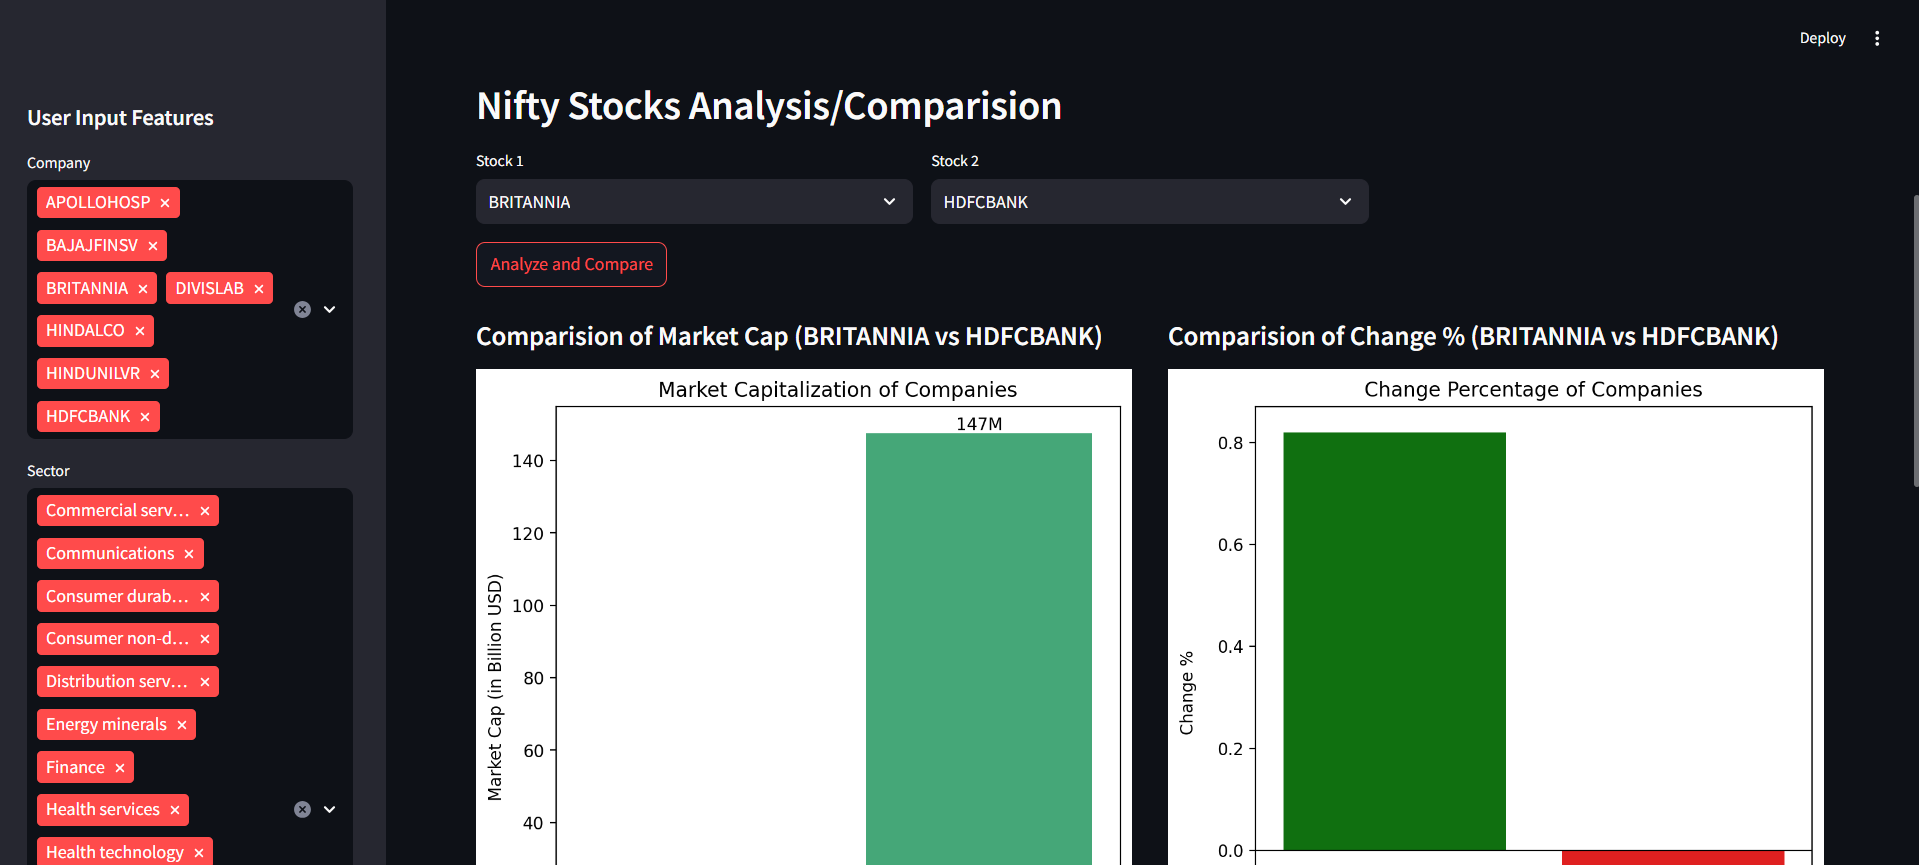 Deploy
User Input Features
Company
APOLLOHOSP
BAJAJFINSV
BRITANNIA DIVISLAB
HINDALCO
HINDUNILVR
HDFCBANK
Sector
Commercial serv...
Communications
Consumer durab...
Consumer non-d...
Distribution serv...
Energy minerals
Finance
Health services
Health technology
Nifty Stocks Analysis/Comparision
Stock 1
BRITANNIA
Stock 2
HDFCBANK
Analyze and Compare
Comparision of Market Cap (BRITANNIA vs HDFCBANK)
Market Capitalization of Companies
147M
140
120
100
80
60
40
Market Cap (in Billion USD)
Comparision of Change % (BRITANNIA vs HDFCBANK)
Change Percentage of Companies
0.8
0.6
0.4
0.2
0.0
Change %